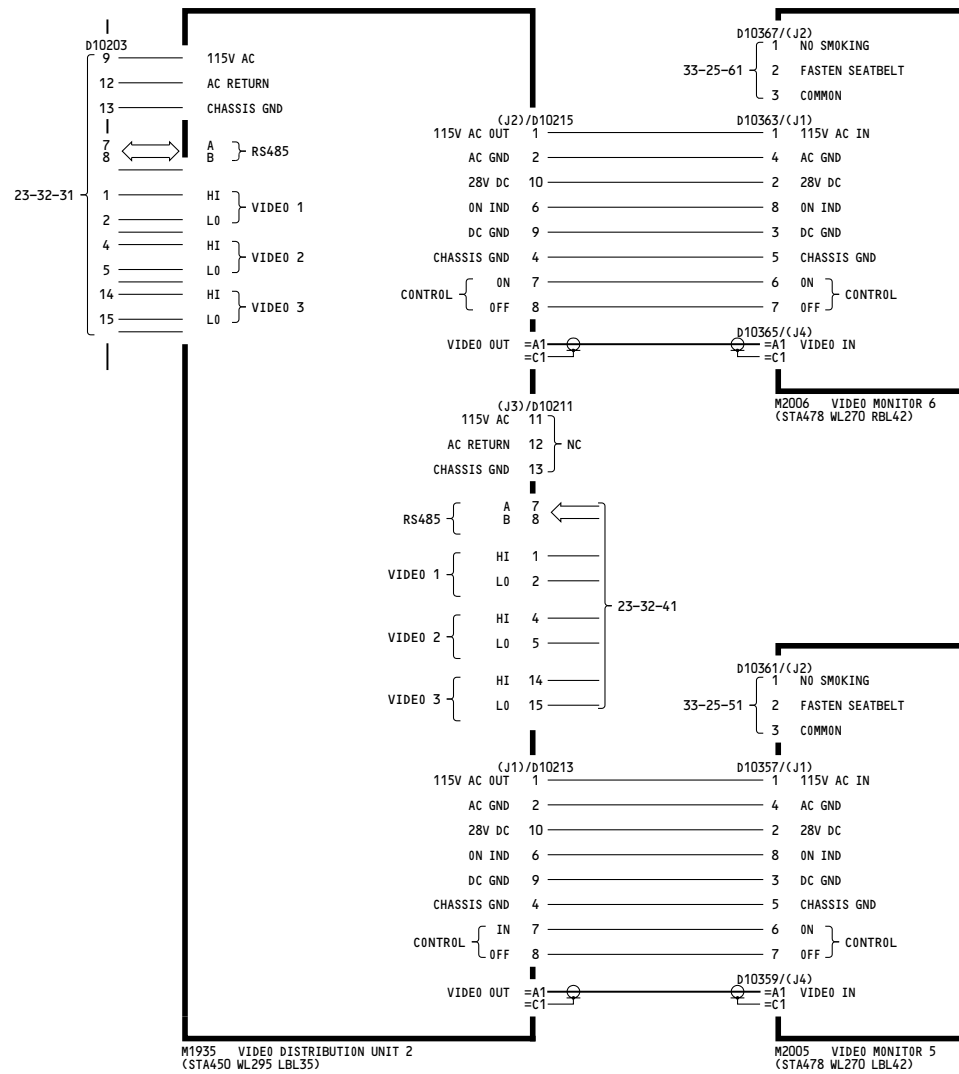 D10203
9 115V AC
12 AC RETURN
13 CHASSIS GND
7 A
8 B
RS485
23-32-31
1 HI
2 LO
VIDEO 1
4 HI
5 LO
VIDEO 2
14 HI
15 LO
VIDEO 3
(J2)/D10215
115V AC OUT 1
AC GND 2
28V DC 10
ON IND 6
DC GND 9
CHASSIS GND 4
CONTROL
ON 7
OFF 8
VIDEO OUT =A1
=C1
D10367/(J2)
33-25-61
1 NO SMOKING
2 FASTEN SEATBELT
3 COMMON
D10363/(J1)
1 115V AC IN
4 AC GND
2 28V DC
8 ON IND
3 DC GND
5 CHASSIS GND
6 ON
7 OFF
CONTROL
D10365/(J4)
=A1 VIDEO IN
=C1
M2006 VIDEO MONITOR 6
(STA478 WL270 RBL42)
(J3)/D10211
115V AC 11
AC RETURN 12
CHASSIS GND 13
NC
RS485
A 7
B 8
VIDEO 1
HI 1
LO 2
VIDEO 2
HI 4
LO 5
VIDEO 3
HI 14
LO 15
23-32-41
(J1)/D10213
115V AC OUT 1
AC GND 2
28V DC 10
ON IND 6
DC GND 9
CHASSIS GND 4
CONTROL
IN 7
OFF 8
VIDEO OUT =A1
=C1
D10361/(J2)
33-25-51
1 NO SMOKING
2 FASTEN SEATBELT
3 COMMON
D10357/(J1)
1 115V AC IN
4 AC GND
2 28V DC
8 ON IND
3 DC GND
5 CHASSIS GND
6 ON
7 OFF
CONTROL
D10359/(J4)
=A1 VIDEO IN
=C1
M1935 VIDEO DISTRIBUTION UNIT 2
(STA450 WL295 LBL35)
M2005 VIDEO MONITOR 5
(STA478 WL270 LBL42)